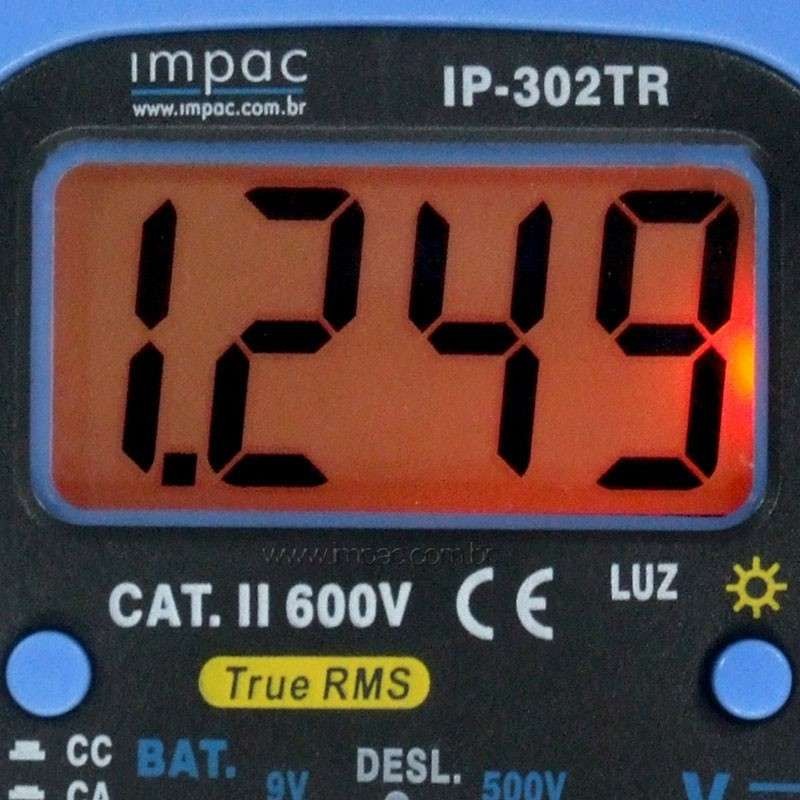 impac
www.impac.com.br
IP-302TR
1.249
www.impac.com.br
CAT. II 600V CE LUZ
True RMS
CC BAT. DESL.
CA 9V 500V V